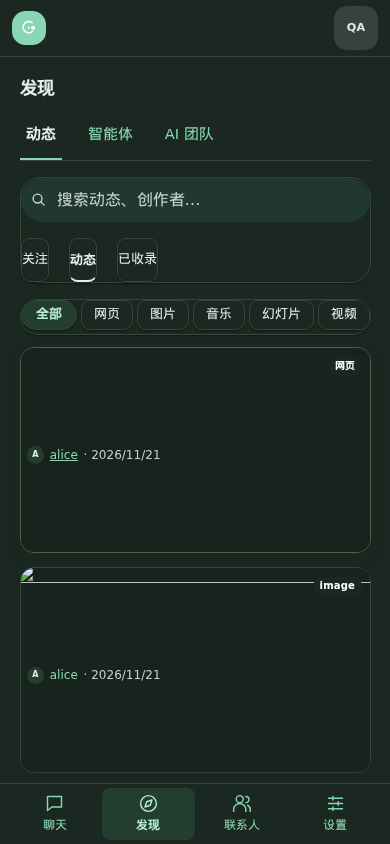 QA
发现
动态 智能体 AI 团队
搜索动态、创作者...
关注 动态 已收录
全部 网页 图片 音乐 幻灯片 视频
网页
A alice · 2026/11/21
image
A alice · 2026/11/21
聊天 发现 联系人 设置